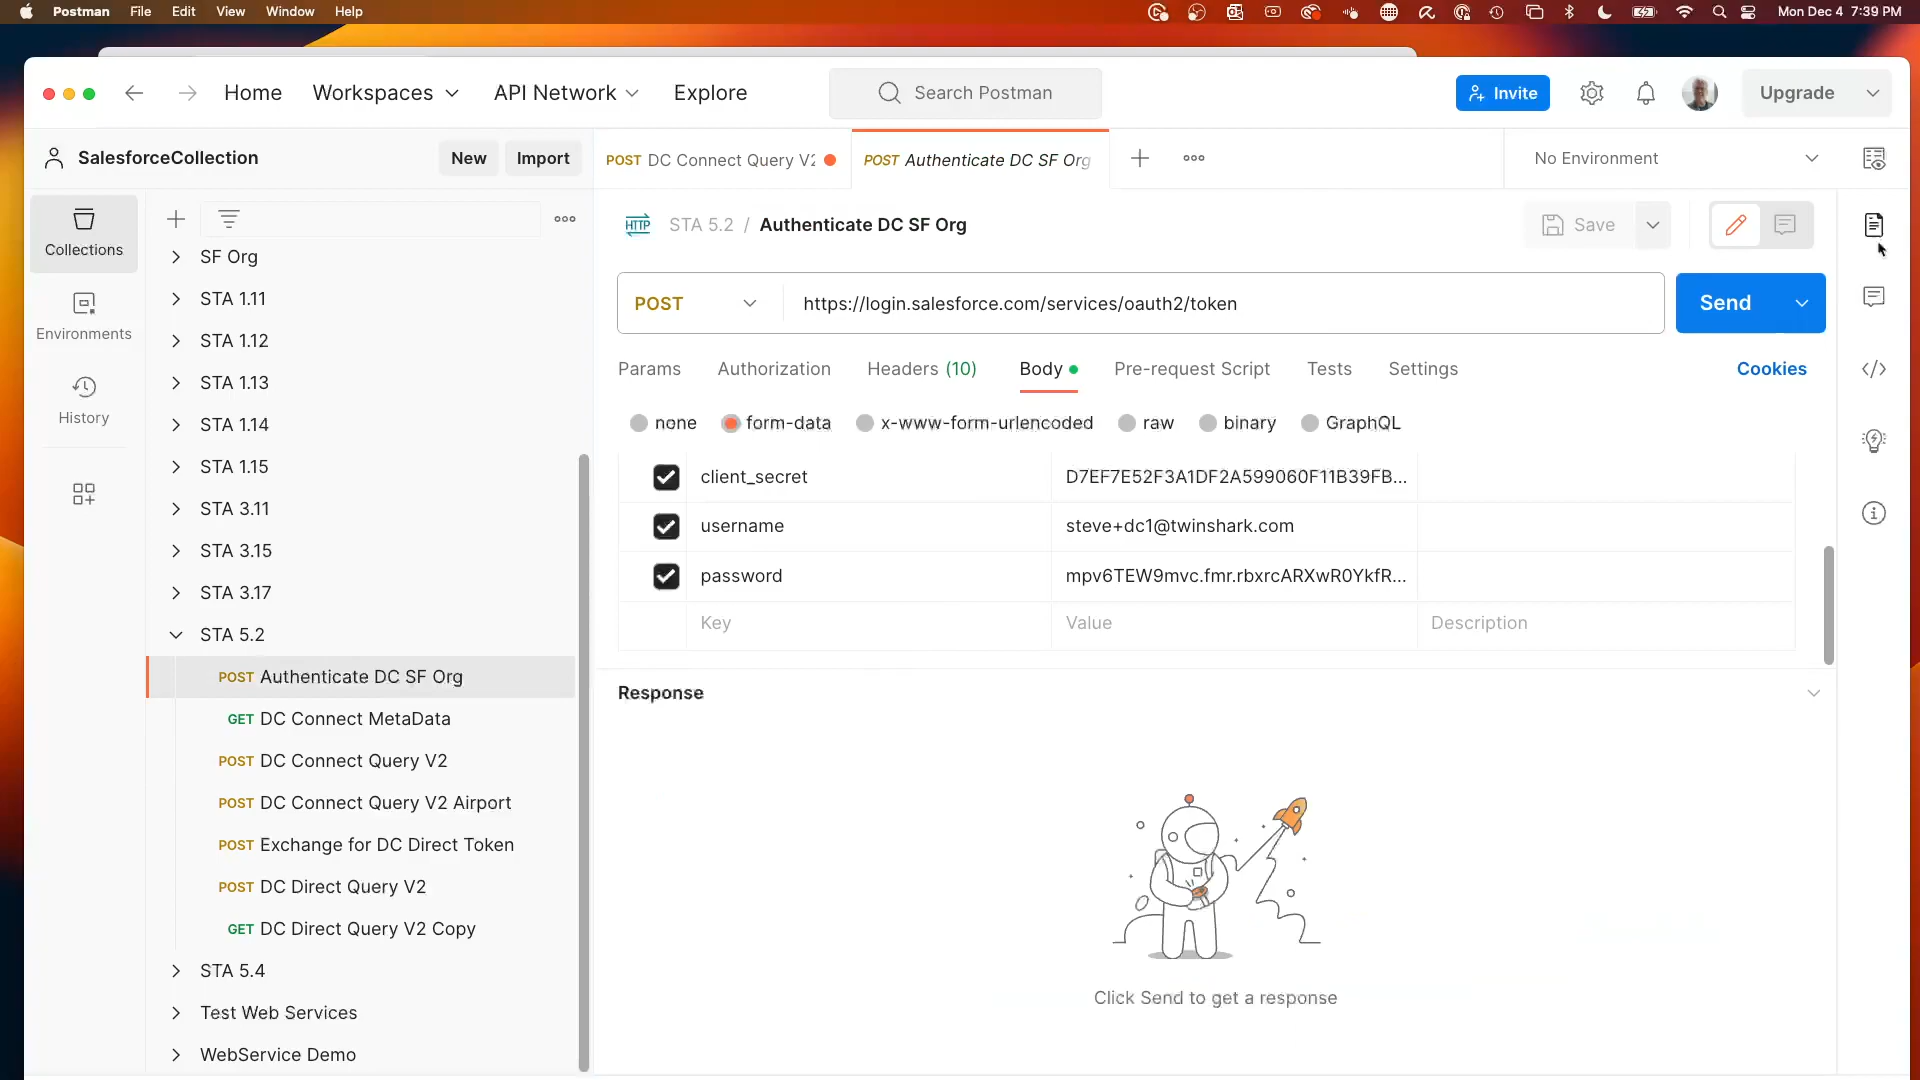 Postman File Edit View Window Help Mon Dec 4 7:39 PM
Home Workspaces API Network Explore Search Postman Invite Upgrade
SalesforceCollection New Import POST DC Connect Query V2 POST Authenticate DC SF Org No Environment
Collections
Environments
History
SF Org
STA 1.11
STA 1.12
STA 1.13
STA 1.14
STA 1.15
STA 3.11
STA 3.15
STA 3.17
STA 5.2
POST Authenticate DC SF Org
GET DC Connect MetaData
POST DC Connect Query V2
POST DC Connect Query V2 Airport
POST Exchange for DC Direct Token
POST DC Direct Query V2
GET DC Direct Query V2 Copy
STA 5.4
Test Web Services
WebService Demo
HTTP STA 5.2 / Authenticate DC SF Org Save
POST https://login.salesforce.com/services/oauth2/token Send
Params Authorization Headers (10) Body Pre-request Script Tests Settings Cookies
none form-data x-www-form-urlencoded raw binary GraphQL
client_secret D7EF7E52F3A1DF2A599060F11B39FB...
username steve+dc1@twinshark.com
password mpv6TEW9mvc.fmr.rbxrcARXwR0YkfR...
Key Value Description
Response
Click Send to get a response